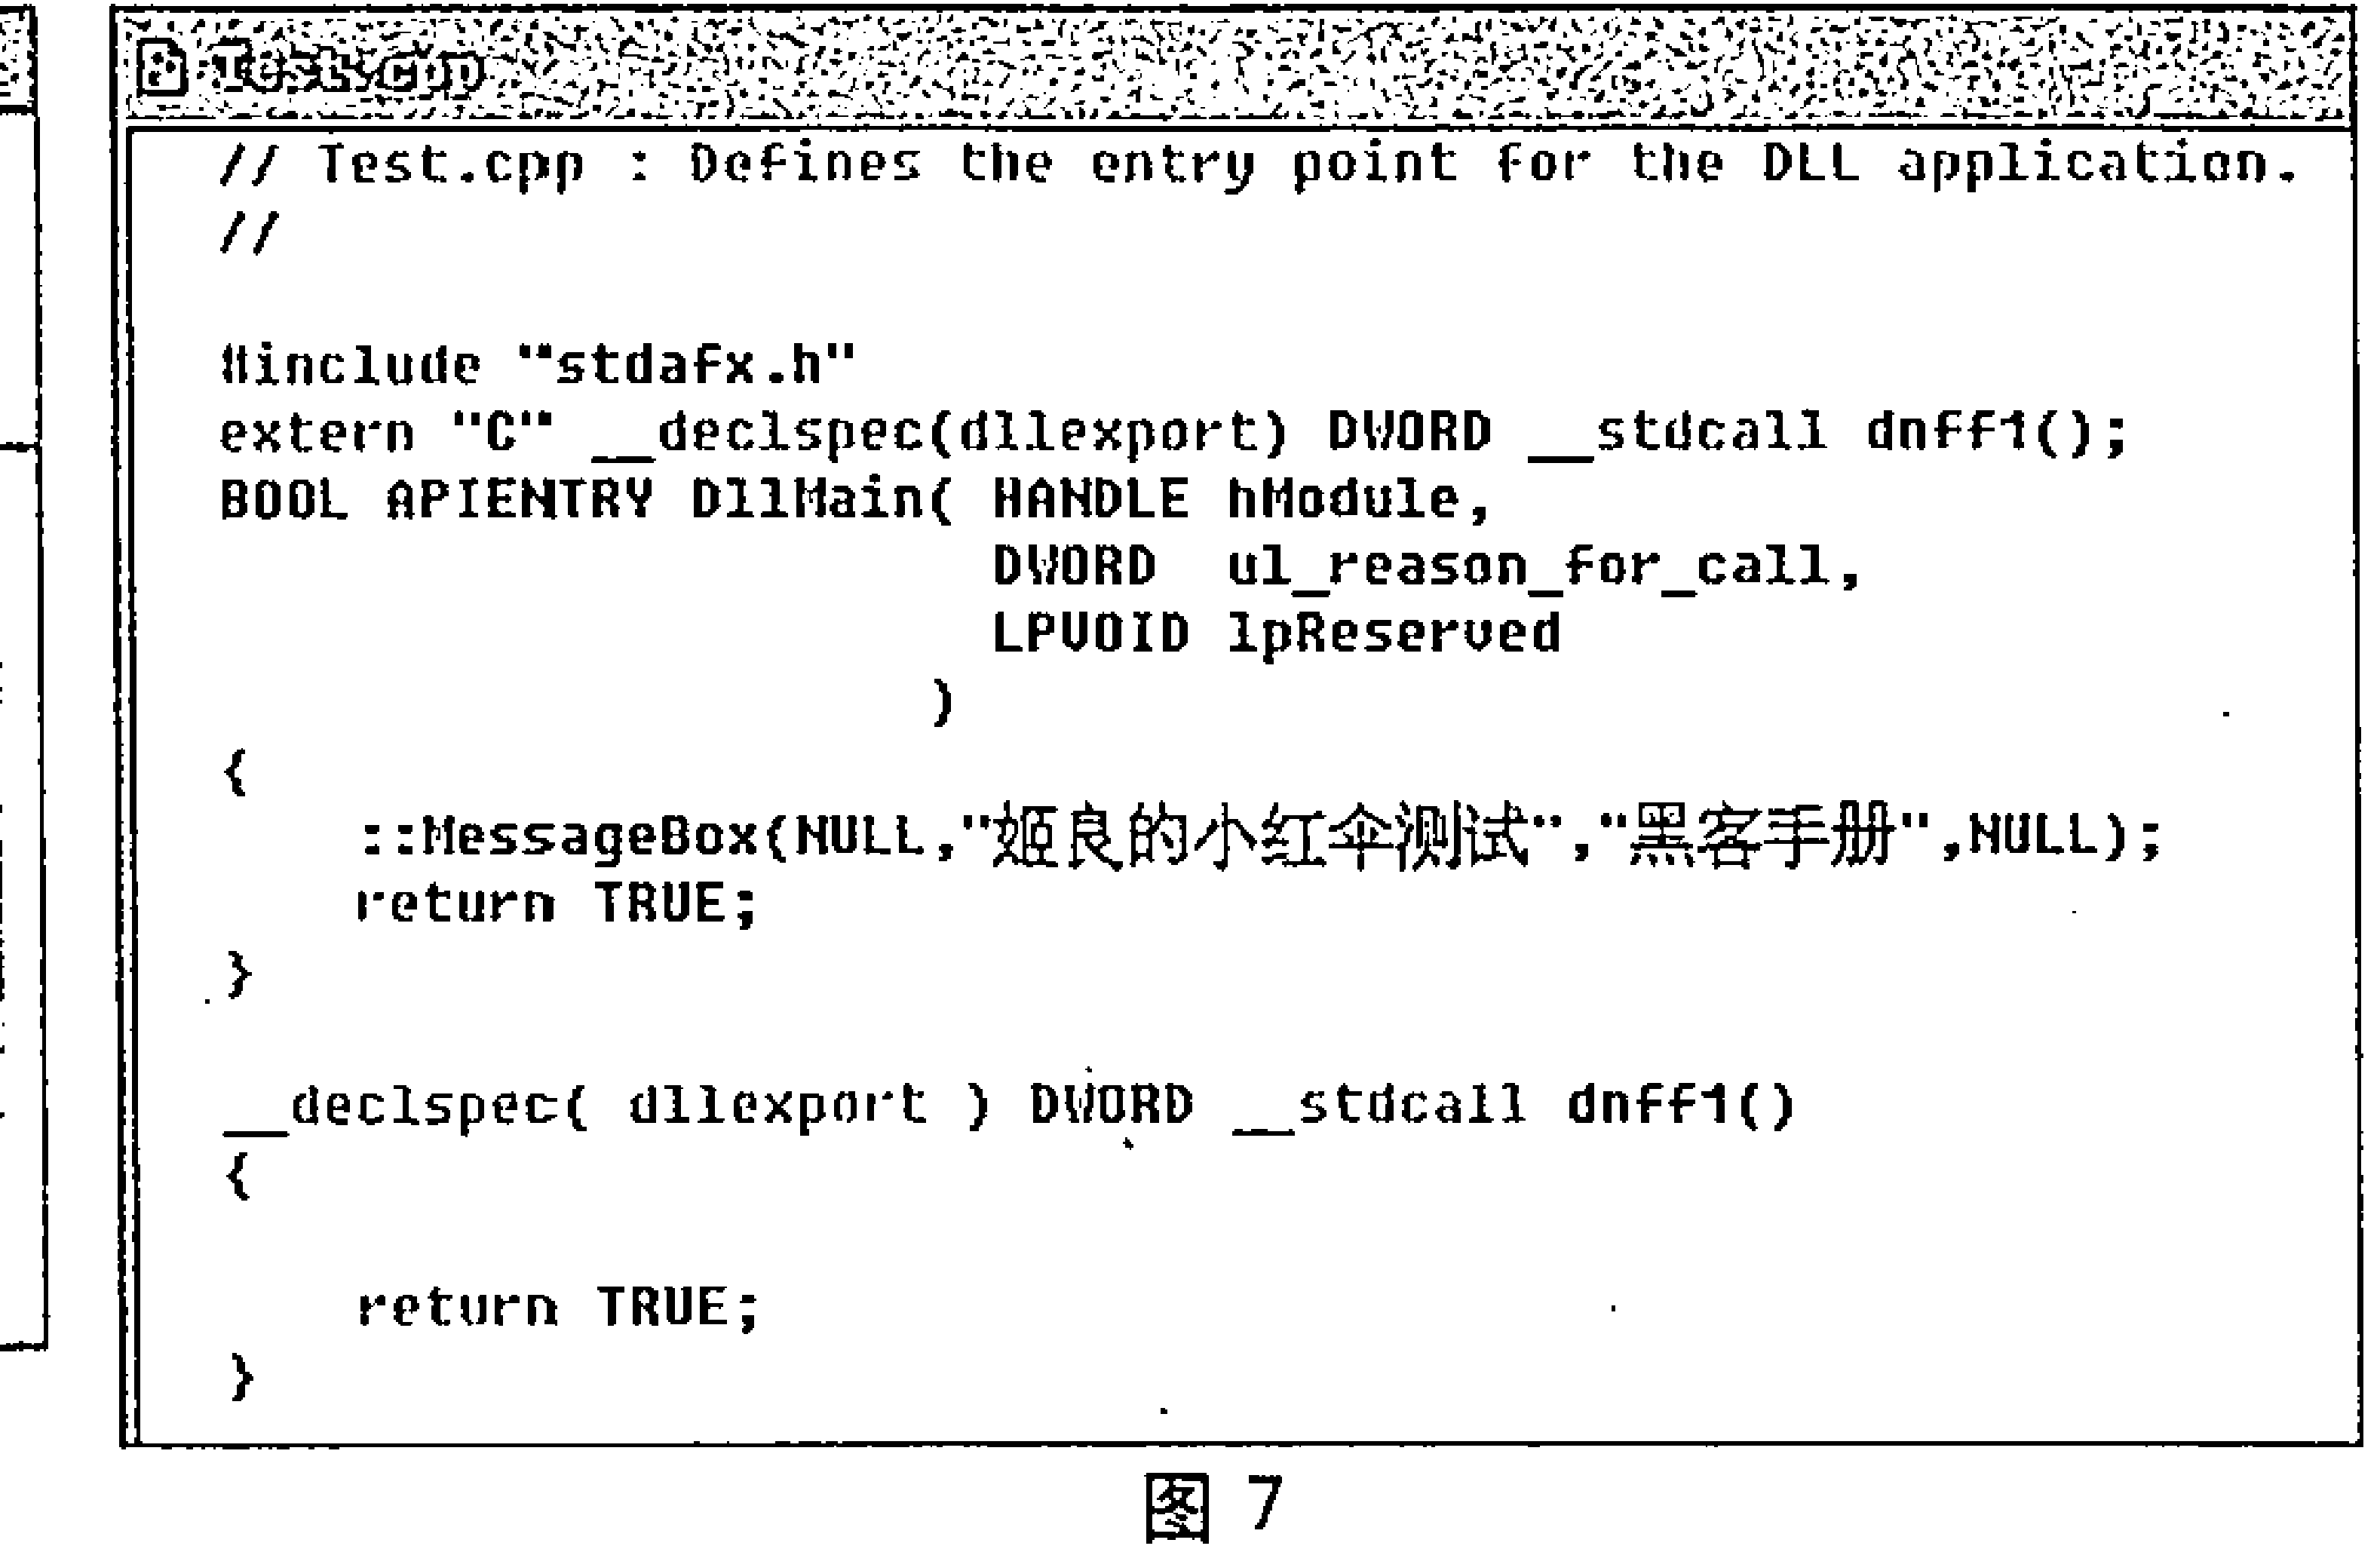 Test.cpp
// Test.cpp : Defines the entry point for the DLL application.
//
#include "stdafx.h"
extern "C" __declspec(dllexport) DWORD __stdcall dnff1();
BOOL APIENTRY DllMain( HANDLE hModule,
DWORD  ul_reason_for_call,
LPVOID lpReserved
)
{
::MessageBox(NULL,"姬良的小红伞测试","黑客手册",NULL);
return TRUE;
}
__declspec( dllexport ) DWORD __stdcall dnff1()
{
return TRUE;
}
图 7